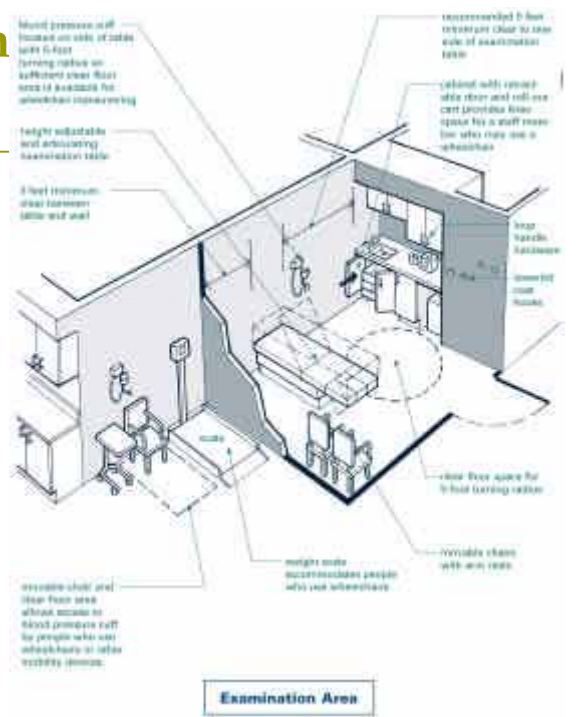 n
blood pressure cuff
located on side of table
with 5-foot
turning radius so
sufficient clear floor
area is available for
wheelchair maneuvering
height adjustable
and articulating
examination table
3 feet minimum
clear between
table and wall
recommended 5 feet
minimum clear to one
side of examination
table
cabinet with retract-
able door and roll-out
cart provides knee
space for a staff mem-
ber who may use a
wheelchair
loop
handle
hardware
lowered
coat
hooks
scale
clear floor space for
5-foot turning radius
movable chairs
with arm rests
weight scale
accommodates people
who use wheelchairs
movable chair and
clear floor area
allows access to
blood pressure cuff
by people who use
wheelchairs or other
mobility devices
Examination Area